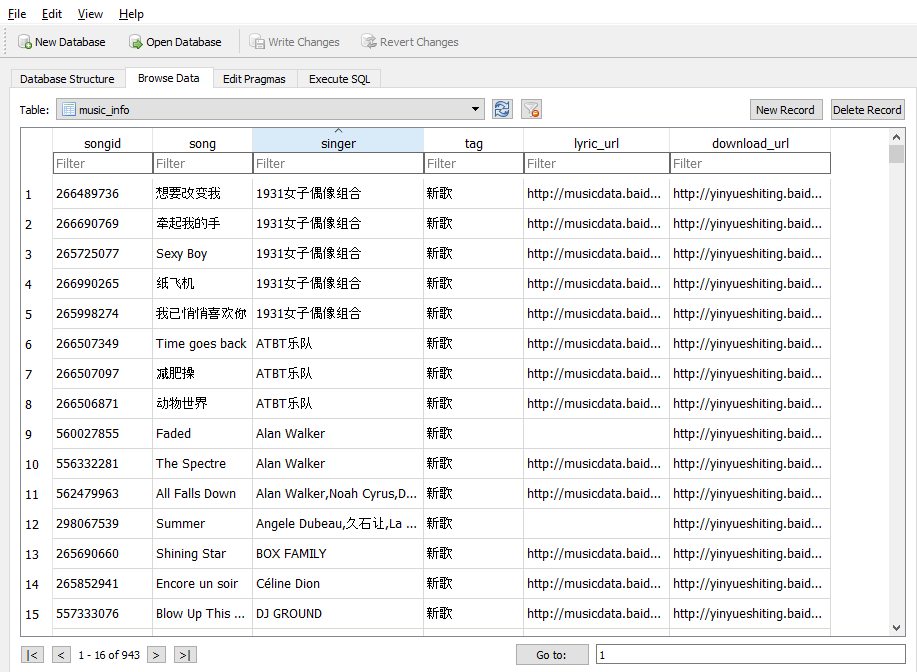 File Edit View Help
New Database Open Database Write Changes Revert Changes
Database Structure Browse Data Edit Pragmas Execute SQL
Table: music_info New Record Delete Record
songid song singer tag lyric_url download_url
Filter Filter Filter Filter Filter Filter
1 266489736 想要改变我 1931女子偶像组合 新歌 http://musicdata.baid... http://yinyueshiting.baid...
2 266690769 牵起我的手 1931女子偶像组合 新歌 http://musicdata.baid... http://yinyueshiting.baid...
3 265725077 Sexy Boy 1931女子偶像组合 新歌 http://musicdata.baid... http://yinyueshiting.baid...
4 266990265 纸飞机 1931女子偶像组合 新歌 http://musicdata.baid... http://yinyueshiting.baid...
5 265998274 我已悄悄喜欢你 1931女子偶像组合 新歌 http://musicdata.baid... http://yinyueshiting.baid...
6 266507349 Time goes back ATBT乐队 新歌 http://musicdata.baid... http://yinyueshiting.baid...
7 266507097 减肥操 ATBT乐队 新歌 http://musicdata.baid... http://yinyueshiting.baid...
8 266506871 动物世界 ATBT乐队 新歌 http://musicdata.baid... http://yinyueshiting.baid...
9 560027855 Faded Alan Walker 新歌 http://yinyueshiting.baid...
10 556332281 The Spectre Alan Walker 新歌 http://musicdata.baid... http://yinyueshiting.baid...
11 562479963 All Falls Down Alan Walker,Noah Cyrus,D... 新歌 http://musicdata.baid... http://yinyueshiting.baid...
12 298067539 Summer Angele Dubeau,久石让,La ... 新歌 http://yinyueshiting.baid...
13 265690660 Shining Star BOX FAMILY 新歌 http://musicdata.baid... http://yinyueshiting.baid...
14 265852941 Encore un soir Céline Dion 新歌 http://musicdata.baid... http://yinyueshiting.baid...
15 557333076 Blow Up This ... DJ GROUND 新歌 http://musicdata.baid... http://yinyueshiting.baid...
|< < 1 - 16 of 943 > >| Go to: 1